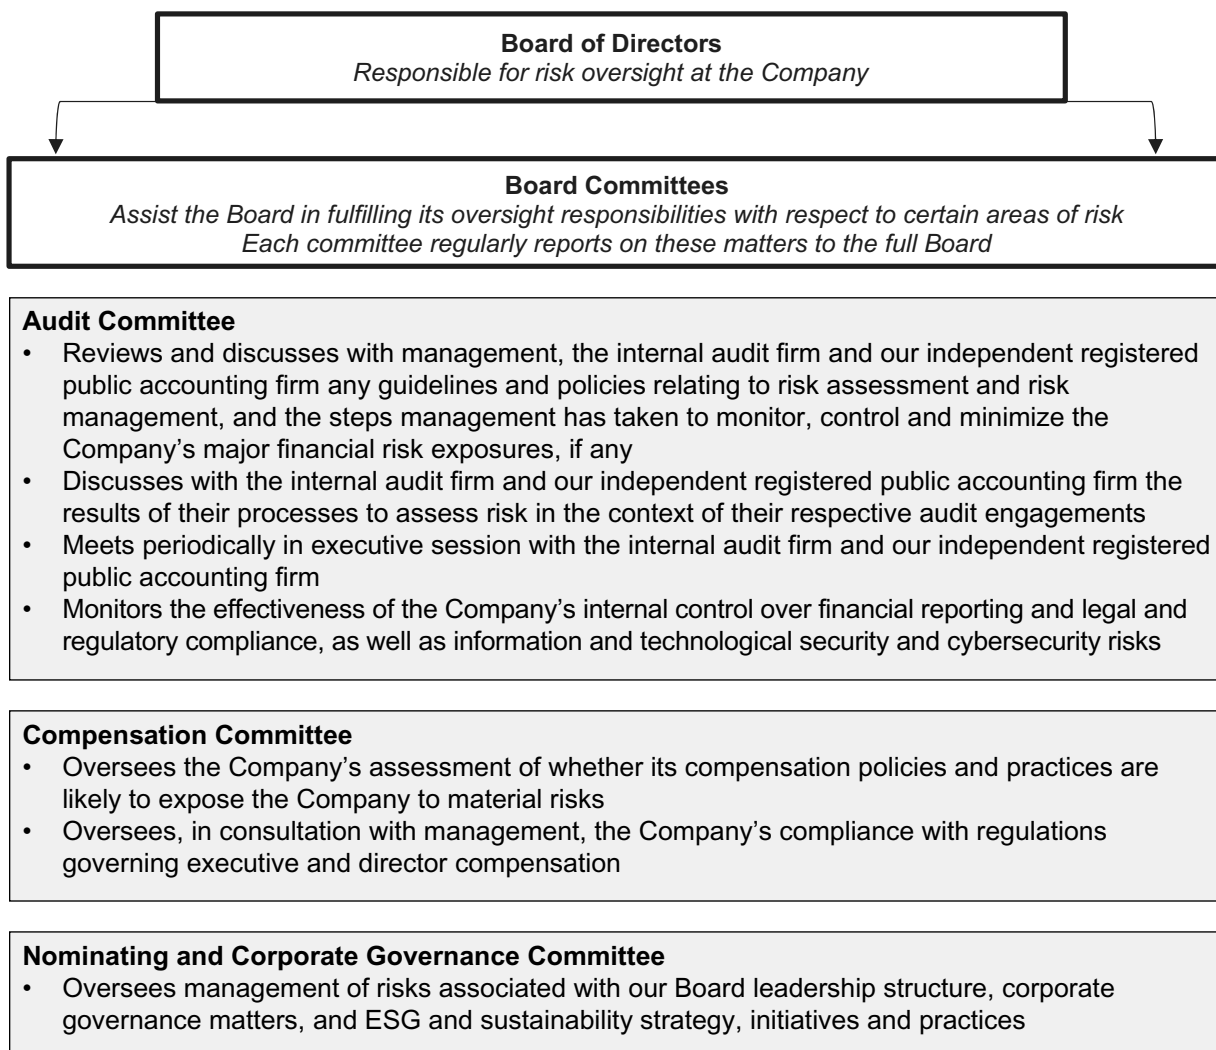 Board of Directors
Responsible for risk oversight at the Company
Board Committees
Assist the Board in fulfilling its oversight responsibilities with respect to certain areas of risk
Each committee regularly reports on these matters to the full Board
Audit Committee
• Reviews and discusses with management, the internal audit firm and our independent registered
public accounting firm any guidelines and policies relating to risk assessment and risk
management, and the steps management has taken to monitor, control and minimize the
Company’s major financial risk exposures, if any
• Discusses with the internal audit firm and our independent registered public accounting firm the
results of their processes to assess risk in the context of their respective audit engagements
• Meets periodically in executive session with the internal audit firm and our independent registered
public accounting firm
• Monitors the effectiveness of the Company’s internal control over financial reporting and legal and
regulatory compliance, as well as information and technological security and cybersecurity risks
Compensation Committee
• Oversees the Company’s assessment of whether its compensation policies and practices are
likely to expose the Company to material risks
• Oversees, in consultation with management, the Company’s compliance with regulations
governing executive and director compensation
Nominating and Corporate Governance Committee
• Oversees management of risks associated with our Board leadership structure, corporate
governance matters, and ESG and sustainability strategy, initiatives and practices